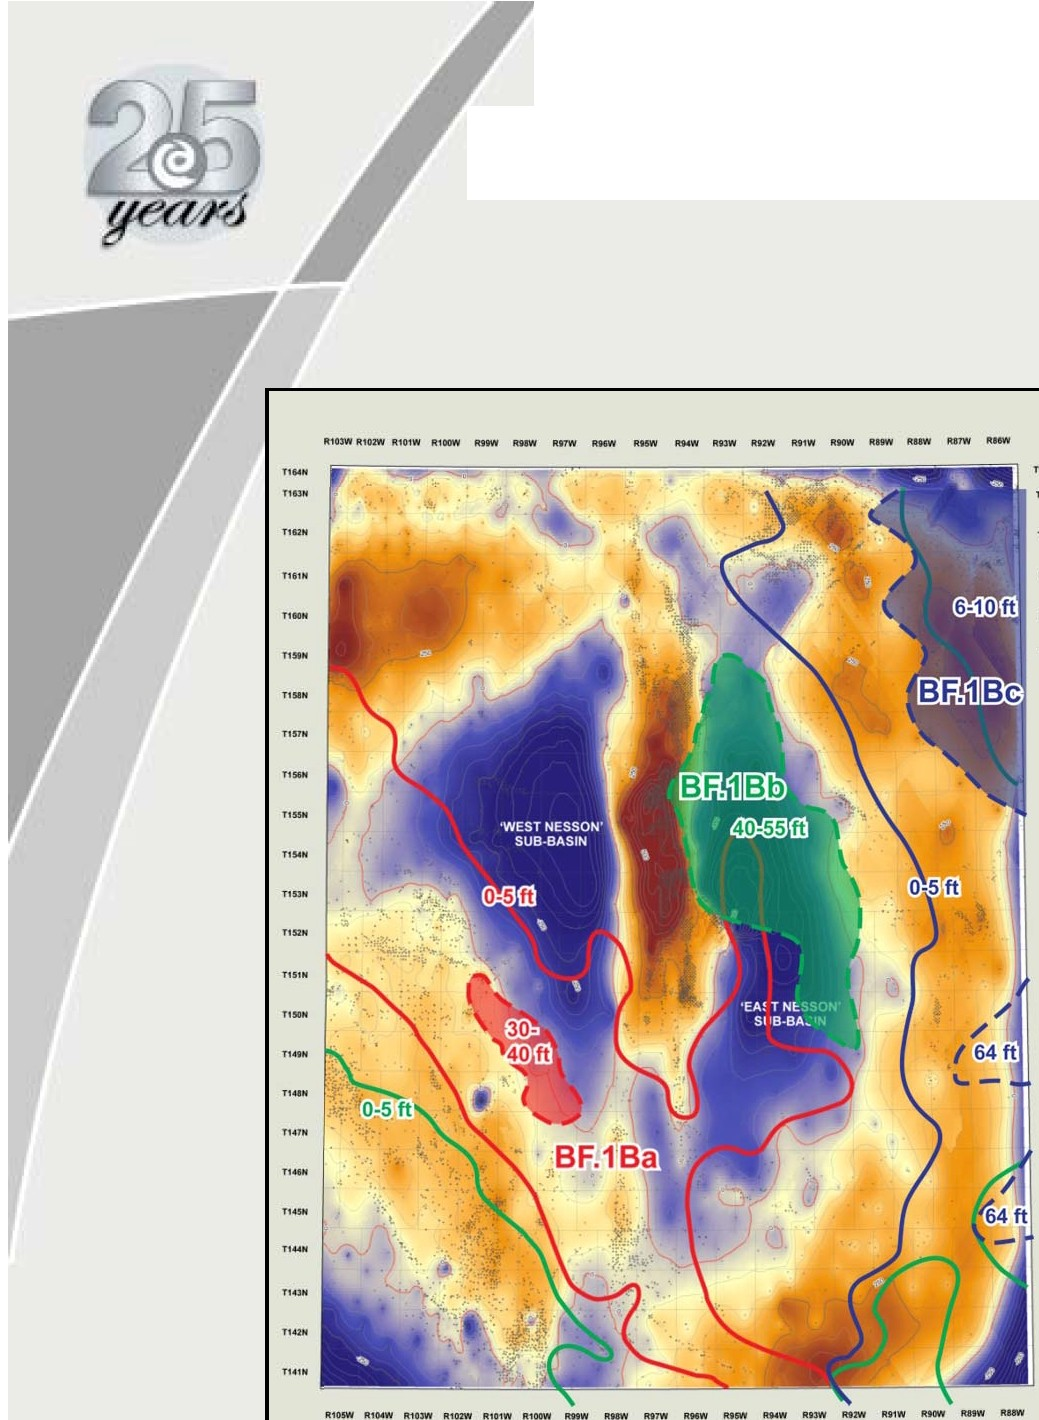 25
years
R103W R102W R101W R100W R99W R98W R97W R96W R95W R94W R93W R92W R91W R90W R89W R88W R87W R86W
T164N
T163N
T162N
T161N
T160N
6-10 ft
T159N
BF.1Bc
T158N
T157N
T156N
BF.1Bb
T155N
40-55 ft
'WEST NESSON'
SUB-BASIN
T154N
0-5 ft
0-5 ft
T153N
T152N
T151N
'EAST NESSON'
SUB-BASIN
T150N
30-
40 ft
64 ft
T149N
T148N
0-5 ft
T147N
BF.1Ba
T146N
T145N
64 ft
T144N
T143N
T142N
T141N
R105W R104W R103W R102W R101W R100W R99W R98W R97W R96W R95W R94W R93W R92W R91W R90W R89W R88W